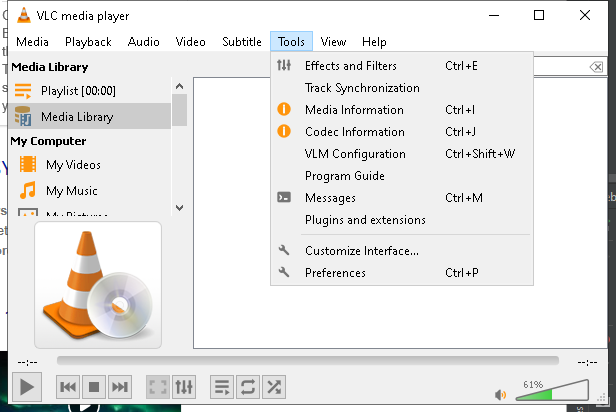 VLC media player
Media Playback Audio Video Subtitle Tools View Help
Media Library
Playlist [00:00]
Media Library
My Computer
My Videos
My Music
My Pictures
Effects and Filters Ctrl+E
Track Synchronization
Media Information Ctrl+I
Codec Information Ctrl+J
VLM Configuration Ctrl+Shift+W
Program Guide
Messages Ctrl+M
Plugins and extensions
Customize Interface...
Preferences Ctrl+P
--:-- --:--
61%